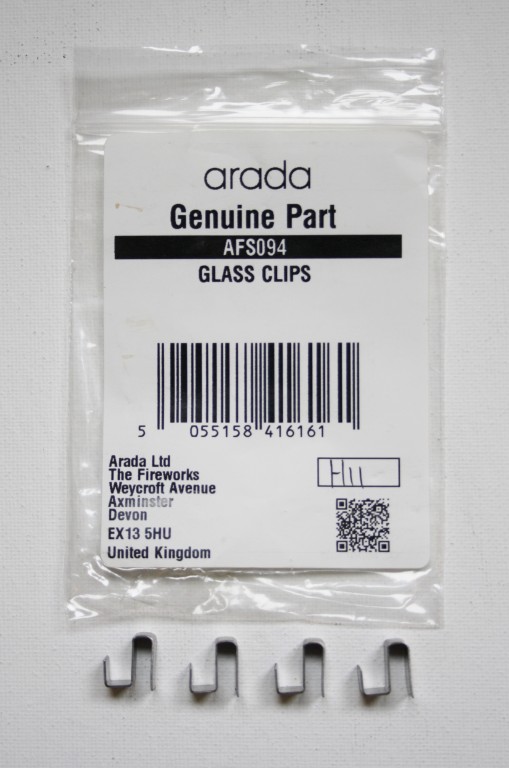 arada
Genuine Part
AFS094
GLASS CLIPS
5 055158 416161
Arada Ltd
The Fireworks
Weycroft Avenue
Axminster
Devon
EX13 5HU
United Kingdom
H11